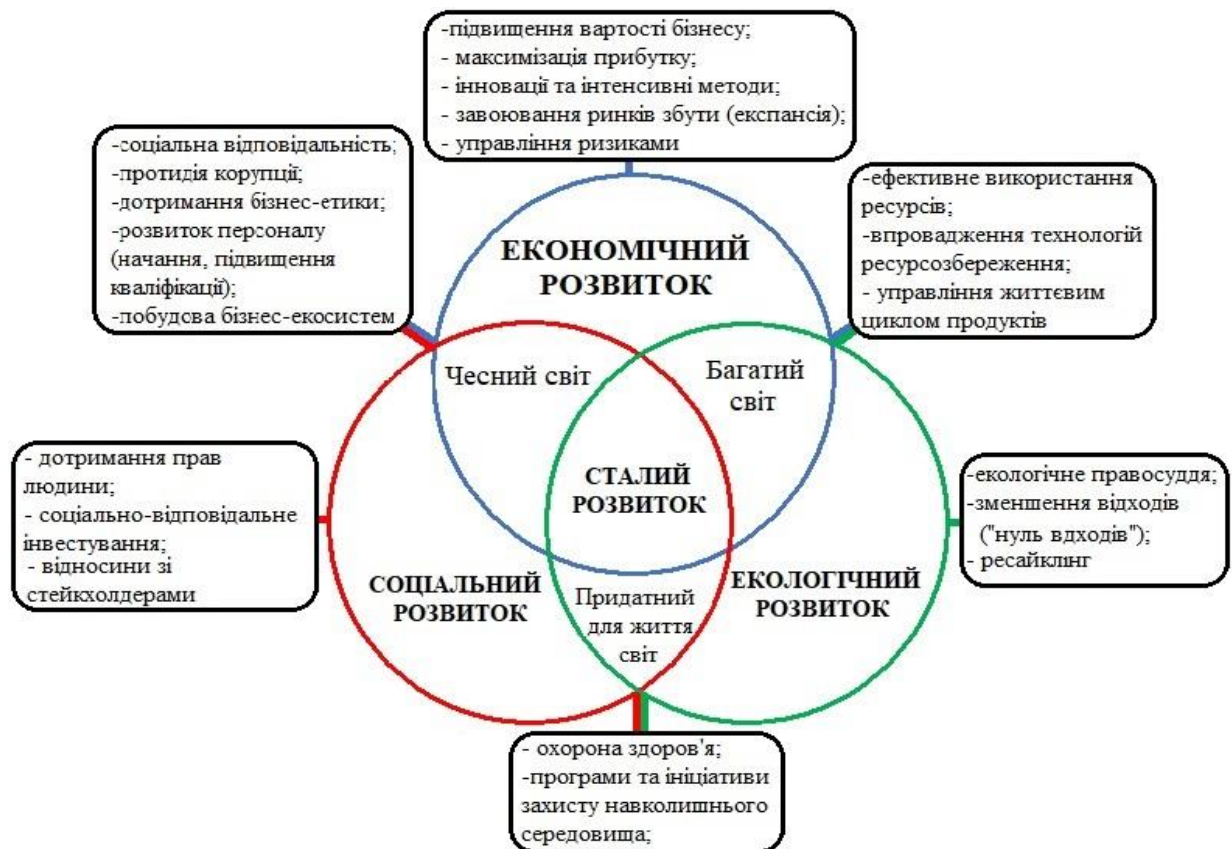 -підвищення вартості бізнесу;
- максимізація прибутку;
- інновації та інтенсивні методи;
- завоювання ринків збути (експансія);
- управління ризиками
-соціальна відповідальність;
-протидія корупції;
-дотримання бізнес-етики;
-розвиток персоналу
(начання, підвищення
кваліфікації);
-побудова бізнес-екосистем
-ефективне використання
ресурсів;
-впровадження технологій
ресурсозбереження;
- управління життєвим
циклом продуктів
ЕКОНОМІЧНИЙ
РОЗВИТОК
Чесний світ
Багатий
світ
СТАЛИЙ
РОЗВИТОК
- дотримання прав
людини;
- соціально-відповідальне
інвестування;
- відносини зі
стейкхолдерами
-екологічне правосуддя;
-зменшення відходів
("нуль вдходів");
- ресайклінг
СОЦІАЛЬНИЙ
РОЗВИТОК
ЕКОЛОГІЧНИЙ
РОЗВИТОК
Придатний
для життя
світ
- охорона здоров'я;
-програми та ініціативи
захисту навколишнього
середовища;